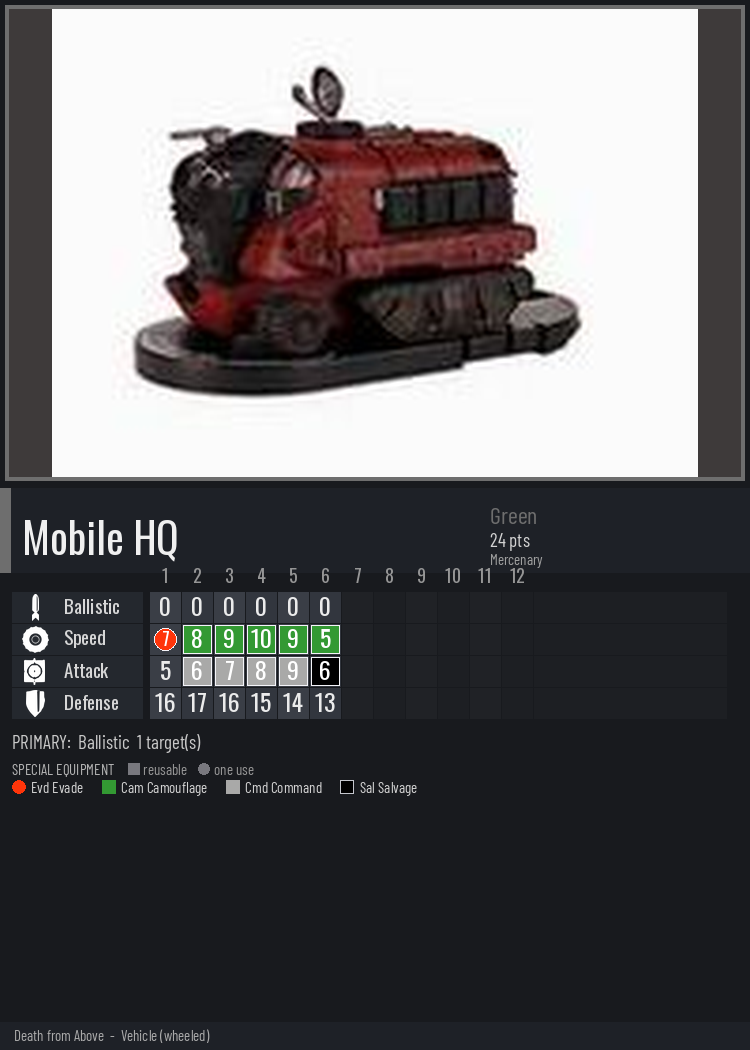 Mobile HQ
Green
24 pts
Mercenary
1 2 3 4 5 6 7 8 9 10 11 12
Ballistic 0 0 0 0 0 0
Speed 7 8 9 10 9 5
Attack 5 6 7 8 9 6
Defense 16 17 16 15 14 13
PRIMARY: Ballistic 1 target(s)
SPECIAL EQUIPMENT reusable one use
Evd Evade Cam Camouflage Cmd Command Sal Salvage
Death from Above - Vehicle (wheeled)